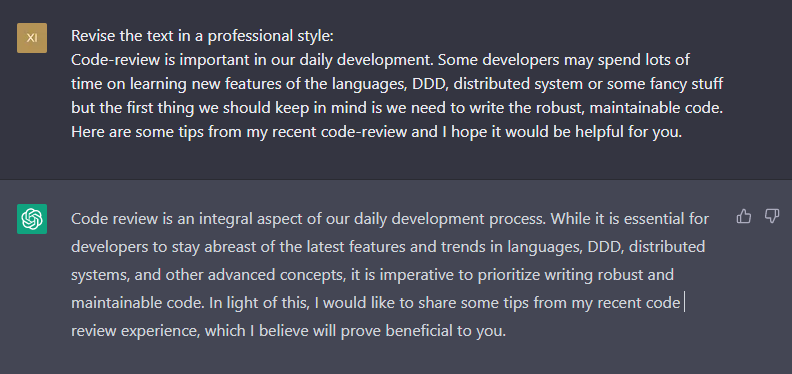 XI
Revise the text in a professional style:
Code-review is important in our daily development. Some developers may spend lots of
time on learning new features of the languages, DDD, distributed system or some fancy stuff
but the first thing we should keep in mind is we need to write the robust, maintainable code.
Here are some tips from my recent code-review and I hope it would be helpful for you.
Code review is an integral aspect of our daily development process. While it is essential for
developers to stay abreast of the latest features and trends in languages, DDD, distributed
systems, and other advanced concepts, it is imperative to prioritize writing robust and
maintainable code. In light of this, I would like to share some tips from my recent code
review experience, which I believe will prove beneficial to you.